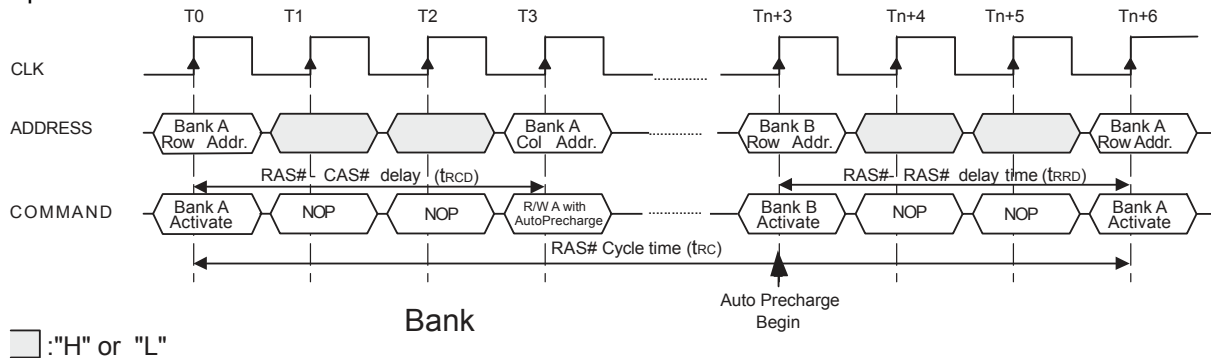 T0 T1 T2 T3 Tn+3 Tn+4 Tn+5 Tn+6
CLK
ADDRESS
Bank A
Row Addr.
Bank A
Col Addr.
Bank B
Row Addr.
Bank A
Row Addr.
RAS# - CAS# delay (tRCD)
RAS# - RAS# delay time (tRRD)
COMMAND
Bank A
Activate
NOP
NOP
R/W A with
AutoPrecharge
Bank B
Activate
NOP
NOP
Bank A
Activate
RAS# Cycle time (tRC)
Auto Precharge
Begin
Bank
:"H" or "L"